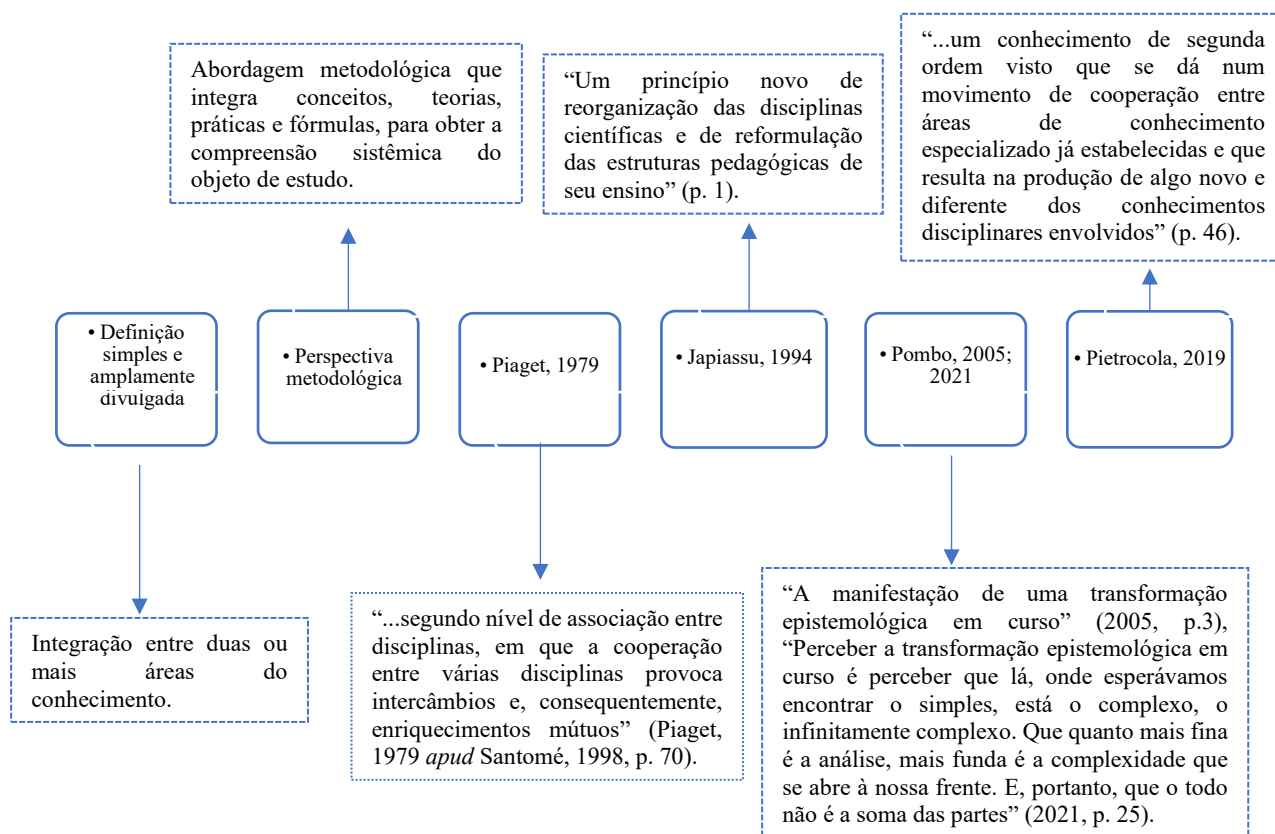 Abordagem metodológica que
integra conceitos, teorias,
práticas e fórmulas, para obter a
compreensão sistêmica do
objeto de estudo.
“Um princípio novo de
reorganização das disciplinas
científicas e de reformulação
das estruturas pedagógicas de
seu ensino” (p. 1).
“...um conhecimento de segunda
ordem visto que se dá num
movimento de cooperação entre
áreas de conhecimento
especializado já estabelecidas e que
resulta na produção de algo novo e
diferente dos conhecimentos
disciplinares envolvidos” (p. 46).
• Definição
simples e
amplamente
divulgada
• Perspectiva
metodológica
• Piaget, 1979
• Japiassu, 1994
• Pombo, 2005;
2021
• Pietrocola, 2019
Integração entre duas ou
mais áreas do
conhecimento.
“...segundo nível de associação entre
disciplinas, em que a cooperação
entre várias disciplinas provoca
intercâmbios e, consequentemente,
enriquecimentos mútuos” (Piaget,
1979 apud Santomé, 1998, p. 70).
“A manifestação de uma transformação
epistemológica em curso” (2005, p.3),
“Perceber a transformação epistemológica em
curso é perceber que lá, onde esperávamos
encontrar o simples, está o complexo, o
infinitamente complexo. Que quanto mais fina
é a análise, mais funda é a complexidade que
se abre à nossa frente. E, portanto, que o todo
não é a soma das partes” (2021, p. 25).